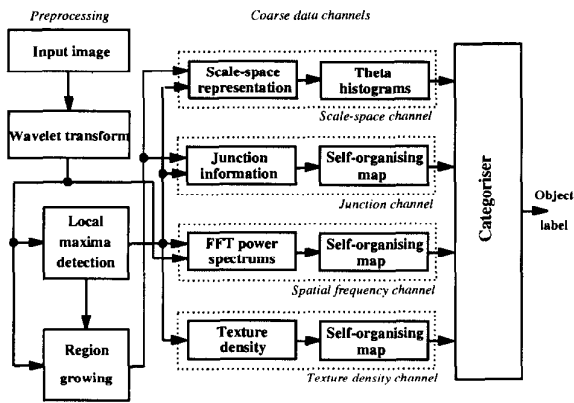 Preprocessing
Coarse data channels
Input image
Wavelet transform
Local
maxima
detection
Region
growing
Scale-space
representation
Theta
histograms
Scale-space channel
Junction
information
Self-organising
map
Junction channel
FFT power
spectrums
Self-organising
map
Spatial frequency channel
Texture
density
Self-organising
map
Texture density channel
Categoriser
Object
label